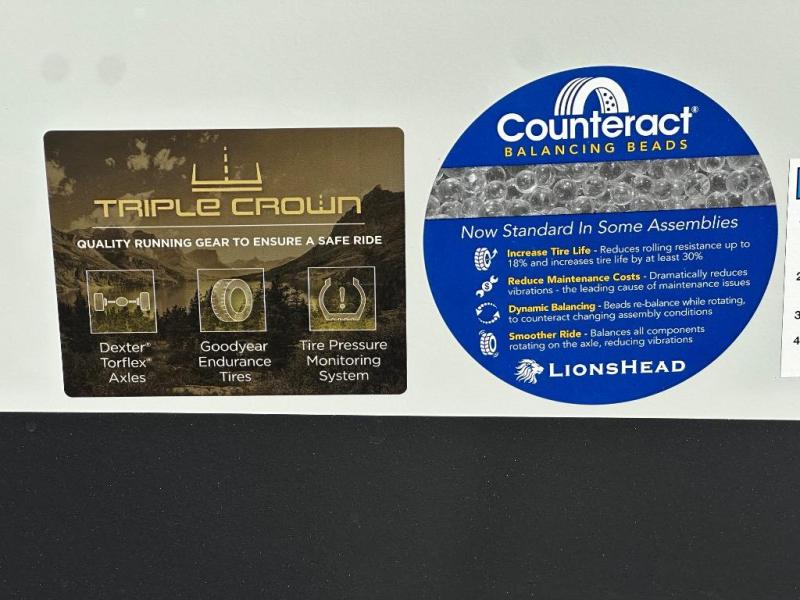 TRIPLE CROWN
QUALITY RUNNING GEAR TO ENSURE A SAFE RIDE
Dexter®
Torflex®
Axles
Goodyear
Endurance
Tires
Tire Pressure
Monitoring
System
Counteract®
BALANCING BEADS
Now Standard In Some Assemblies
Increase Tire Life - Reduces rolling resistance up to
18% and increases tire life by at least 30%
Reduce Maintenance Costs - Dramatically reduces
vibrations - the leading cause of maintenance issues
Dynamic Balancing - Beads re-balance while rotating,
to counteract changing assembly conditions
Smoother Ride - Balances all components
rotating on the axle, reducing vibrations
LIONSHEAD
2
3
4